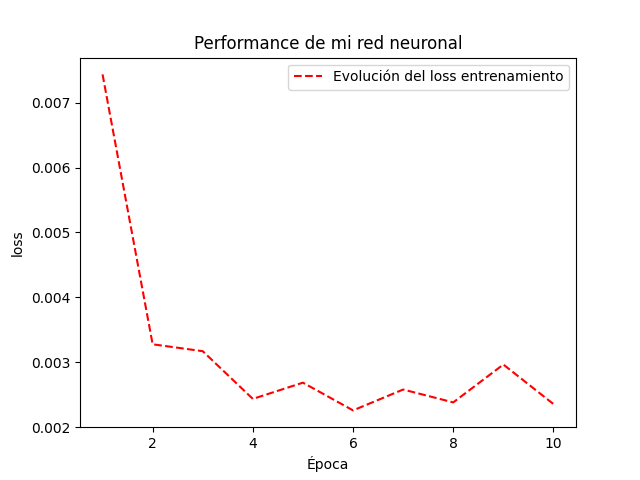 Performance de mi red neuronal
Evolución del loss entrenamiento
0.007
0.006
0.005
0.004
0.003
0.002
loss
2
4
6
8
10
Época